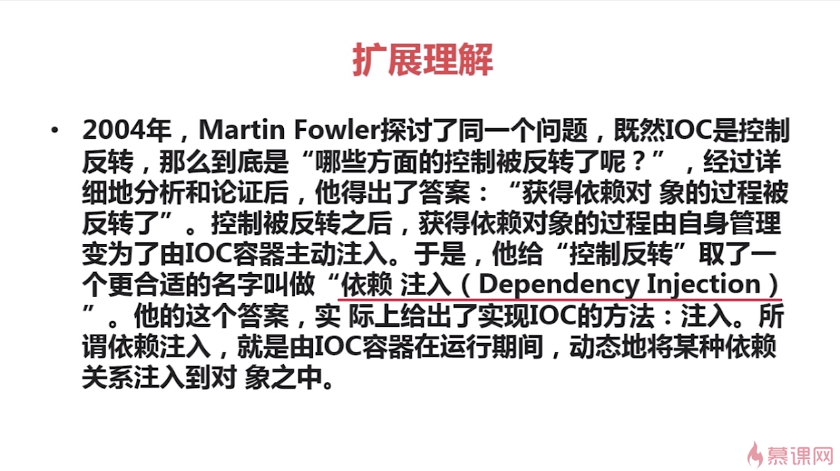 扩展理解
• 2004年，Martin Fowler探讨了同一个问题，既然IOC是控制
反转，那么到底是“哪些方面的控制被反转了呢？”，经过详
细地分析和论证后，他得出了答案：“获得依赖对 象的过程被
反转了”。控制被反转之后，获得依赖对象的过程由自身管理
变为了由IOC容器主动注入。于是，他给“控制反转”取了一
个更合适的名字叫做“依赖 注入（Dependency Injection）
”。他的这个答案，实 际上给出了实现IOC的方法：注入。所
谓依赖注入，就是由IOC容器在运行期间，动态地将某种依赖
关系注入到对 象之中。
慕课网